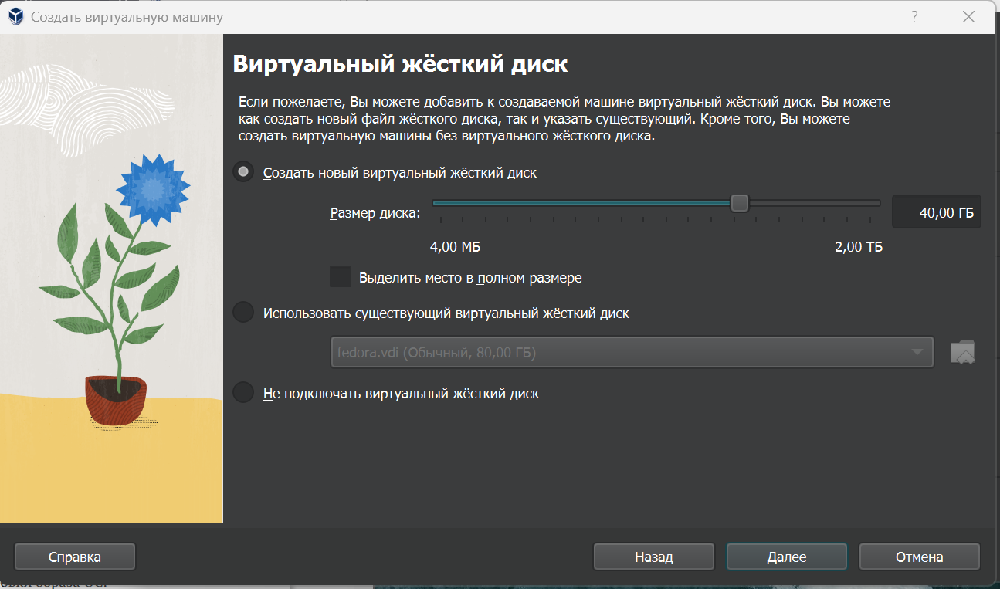 Создать виртуальную машину
?
Виртуальный жёсткий диск
Если пожелаете, Вы можете добавить к создаваемой машине виртуальный жёсткий диск. Вы можете
как создать новый файл жёсткого диска, так и указать существующий. Кроме того, Вы можете
создать виртуальную машины без виртуального жёсткого диска.
Создать новый виртуальный жёсткий диск
Размер диска:
40,00 ГБ
4,00 МБ
2,00 ТБ
Выделить место в полном размере
Использовать существующий виртуальный жёсткий диск
fedora.vdi (Обычный, 80,00 ГБ)
Не подключать виртуальный жёсткий диск
Справка
Назад
Далее
Отмена